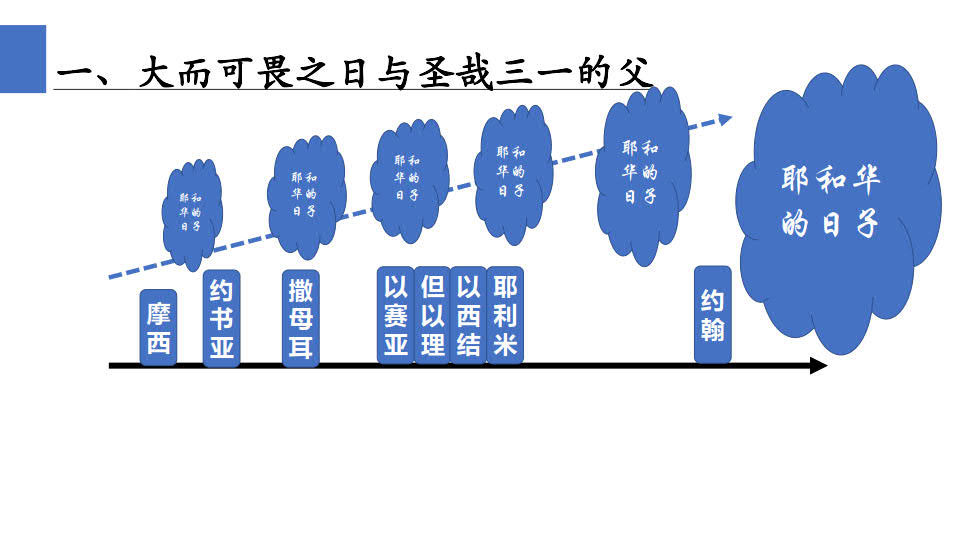 一、大而可畏之日与圣哉三一的父
耶和
华的
日子
耶和
华的
日子
耶和
华的
日子
耶和
华的
日子
耶和
华的
日子
耶和华
的日子
摩西
约书亚
撒母耳
以赛亚
但以理
以西结
耶利米
约翰